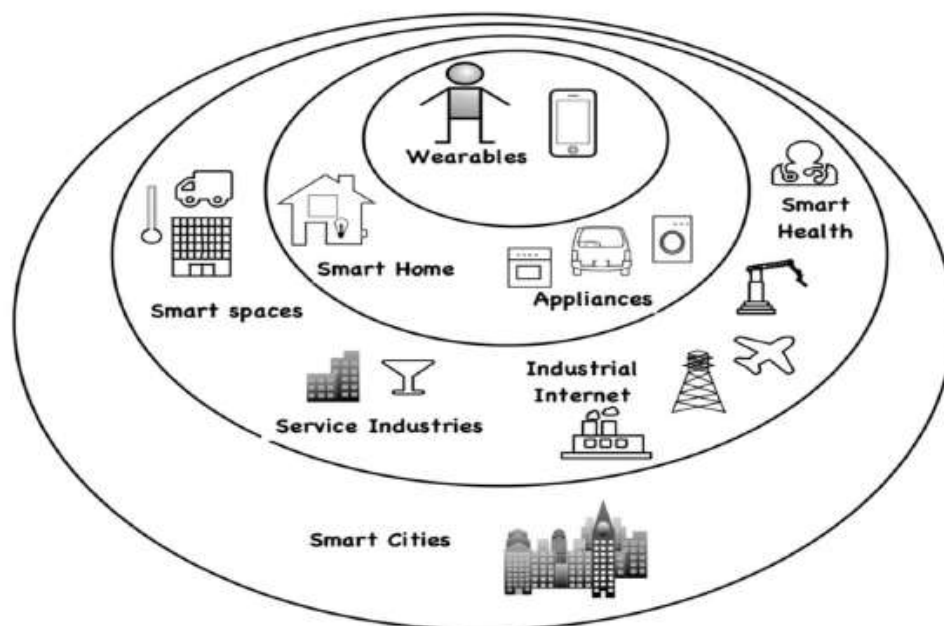 Wearables
Smart
Health
Smart Home
Appliances
Smart spaces
Industrial
Internet
Service Industries
Smart Cities